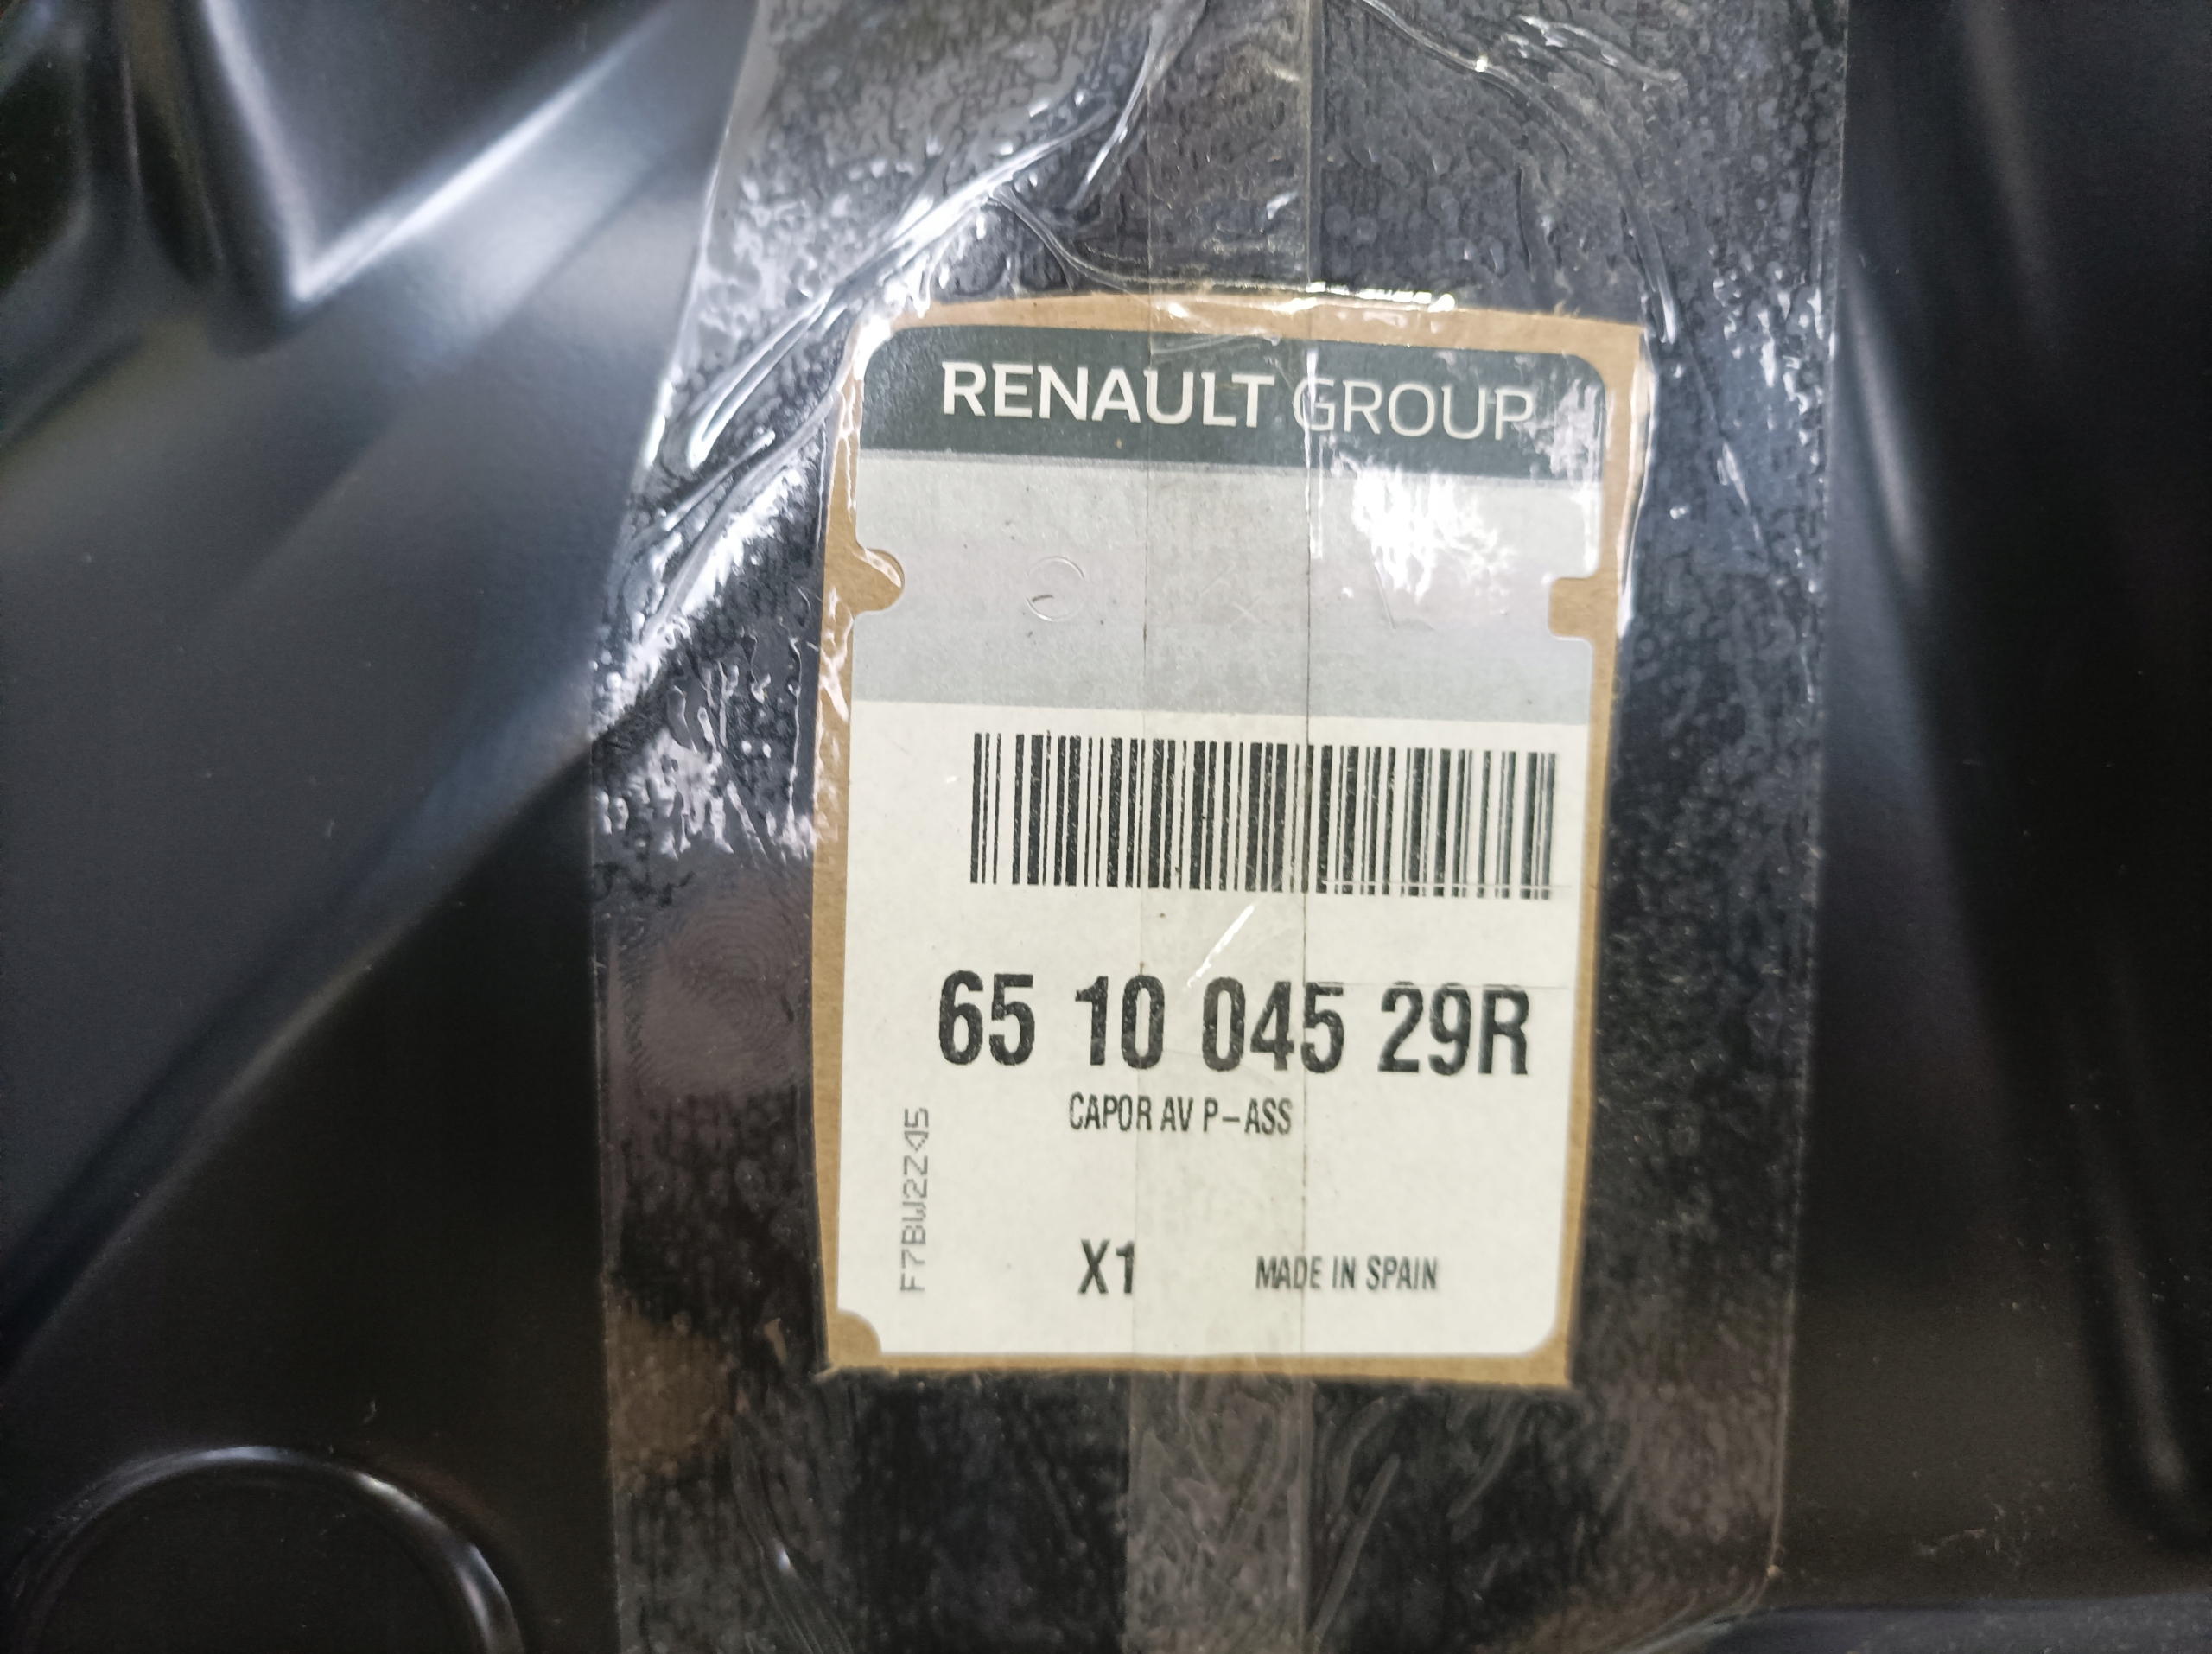 RENAULT GROUP
65 10 045 29R
CAPOR AV P-ASS
F7BW2Z45
X1 MADE IN SPAIN